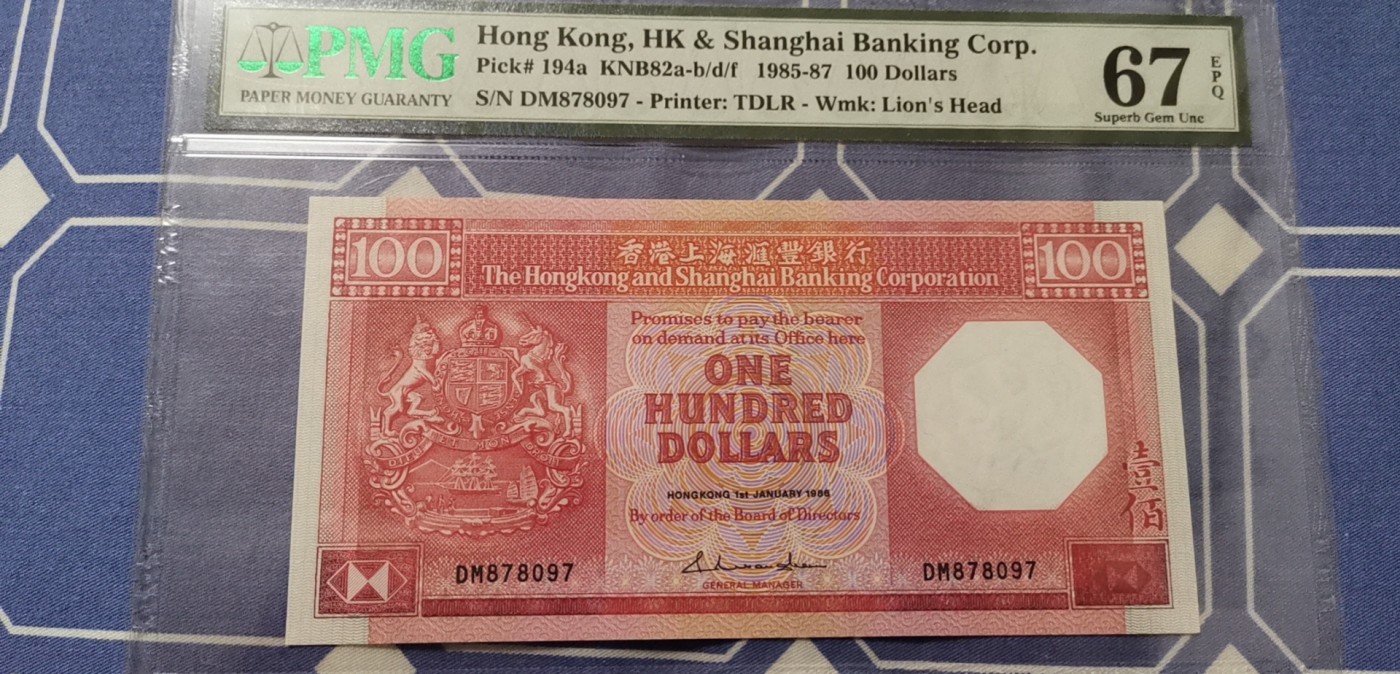 PMG
PAPER MONEY GUARANTY
Hong Kong, HK & Shanghai Banking Corp.
Pick# 194a KNB82a-b/d/f 1985-87 100 Dollars
S/N DM878097 - Printer: TDLR - Wmk: Lion's Head
67
EPQ
Superb Gem Unc
100
香港上海滙豐銀行
100
The Hongkong and Shanghai Banking Corporation
Promises to pay the bearer
on demand at its Office here
ONE
HUNDRED
DOLLARS
HONGKONG 1st JANUARY 1986
By order of the Board of Directors
壹佰
DM878097
GENERAL MANAGER
DM878097